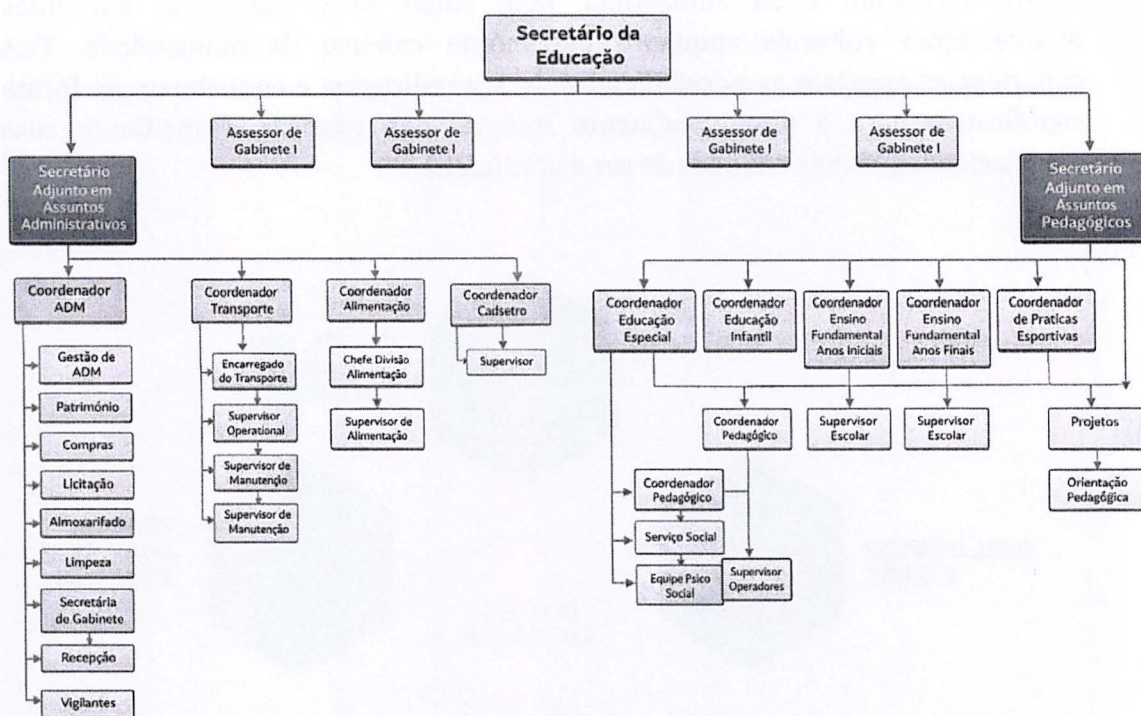 Secretário da
Educação
Assessor de
Gabinete I
Assessor de
Gabinete I
Assessor de
Gabinete I
Assessor de
Gabinete I
Secretário
Adjunto em
Assuntos
Administrativos
Secretário
Adjunto em
Assuntos
Pedagógicos
Coordenador
ADM
Coordenador
Transporte
Coordenador
Alimentação
Coordenador
Cadsetro
Coordenador
Educação
Especial
Coordenador
Educação
Infantil
Coordenador
Ensino
Fundamental
Anos Iniciais
Coordenador
Ensino
Fundamental
Anos Finais
Coordenador
de Praticas
Esportivas
Gestão de
ADM
Património
Compras
Licitação
Almoxarifado
Limpeza
Secretária
de Gabinete
Recepção
Vigilantes
Encarregado
do Transporte
Supervisor
Operational
Supervisor de
Manutenção
Supervisor de
Manutenção
Chefe Divisão
Alimentação
Supervisor de
Alimentação
Supervisor
Coordenador
Pedagógico
Supervisor
Escolar
Supervisor
Escolar
Projetos
Orientação
Pedagógica
Coordenador
Pedagógico
Serviço Social
Equipe Psico
Social
Supervisor
Operadores